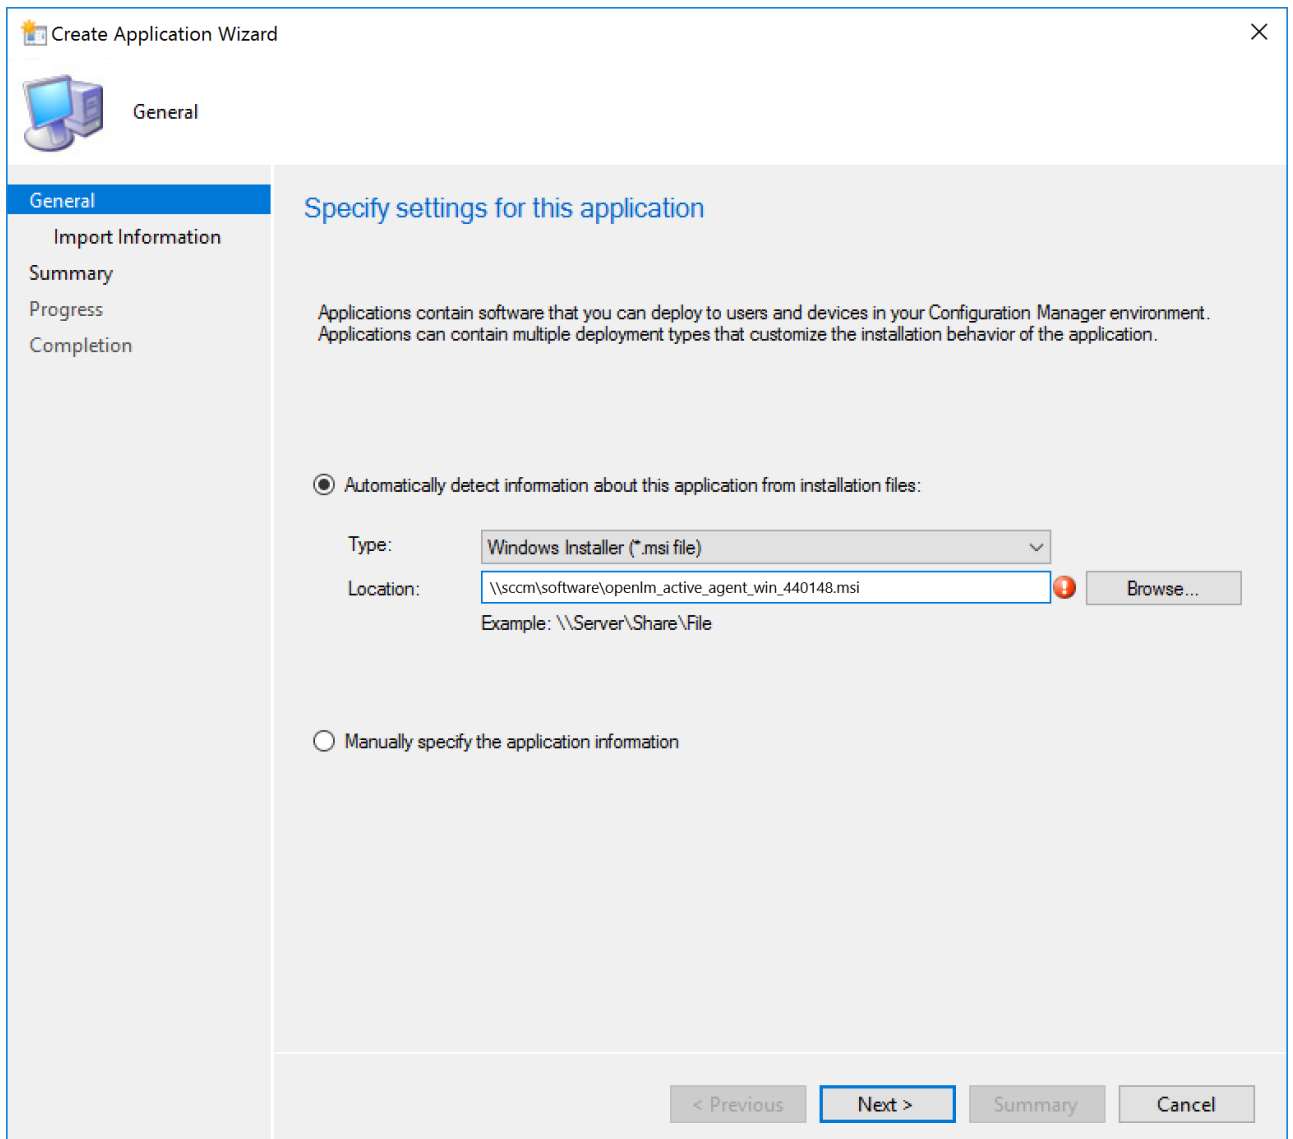 Create Application Wizard
General
General
Import Information
Summary
Progress
Completion
Specify settings for this application
Applications contain software that you can deploy to users and devices in your Configuration Manager environment.
Applications can contain multiple deployment types that customize the installation behavior of the application.
Automatically detect information about this application from installation files:
Type: Windows Installer (*.msi file)
Location: \\sccm\software\openlm_active_agent_win_440148.msi Browse...
Example: \\Server\Share\File
Manually specify the application information
< Previous Next > Summary Cancel